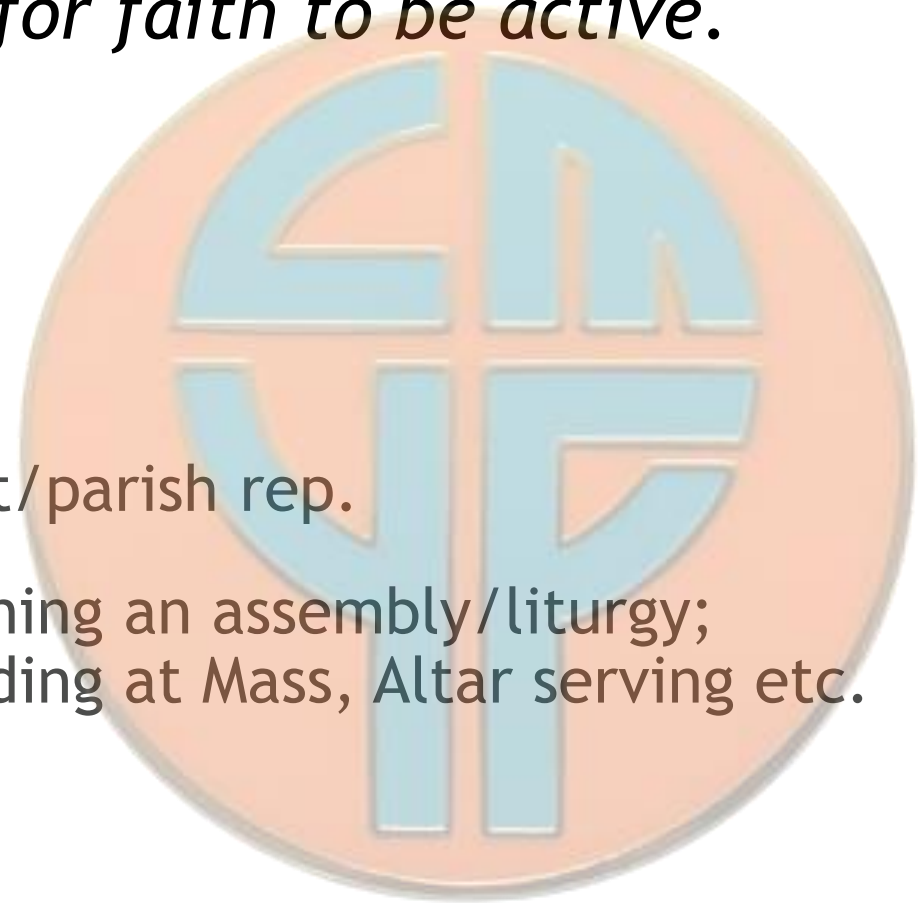 for faith to be active.
t/parish rep.
ning an assembly/liturgy;
ding at Mass, Altar serving etc.